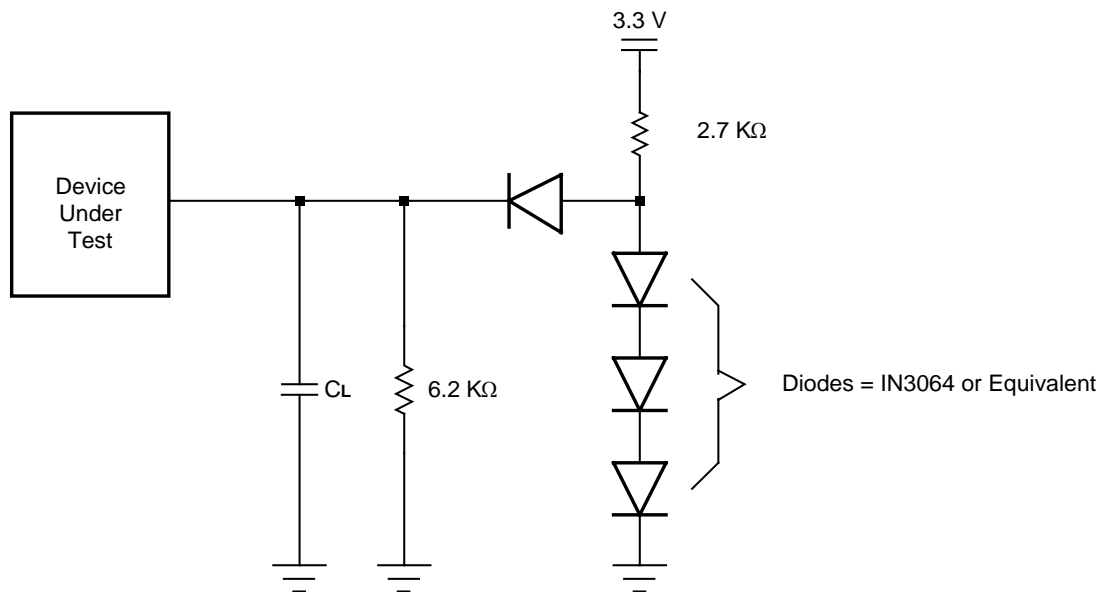 3.3 V
2.7 KΩ
Device
Under
Test
CL
6.2 KΩ
Diodes = IN3064 or Equivalent